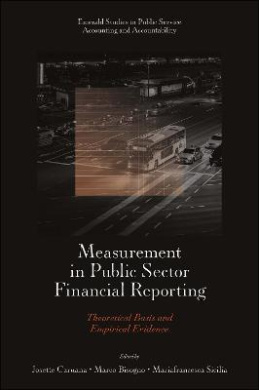 Emerald Studies in Public Service
Accounting and Accountability
Measurement
in Public Sector
Financial Reporting
Theoretical Basis and
Empirical Evidence
Edited by
Josette Caruana • Marco Bisogno • Mariafrancesca Sicilia